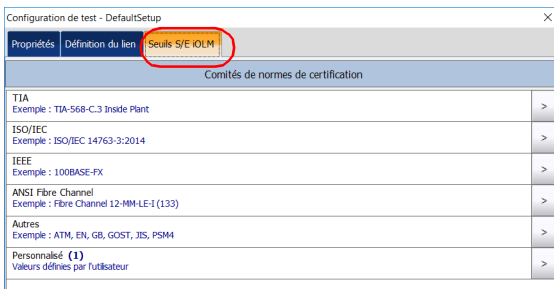 Configuration de test - DefaultSetup
Propriétés Définition du lien Seuils S/E iOLM
Comités de normes de certification
TIA
Exemple : TIA-568-C.3 Inside Plant
>
ISO/IEC
Exemple : ISO/IEC 14763-3:2014
>
IEEE
Exemple : 100BASE-FX
>
ANSI Fibre Channel
Exemple : Fibre Channel 12-MM-LE-I (133)
>
Autres
Exemple : ATM, EN, GB, GOST, JIS, PSM4
>
Personnalisé (1)
Valeurs définies par l'utilisateur
>